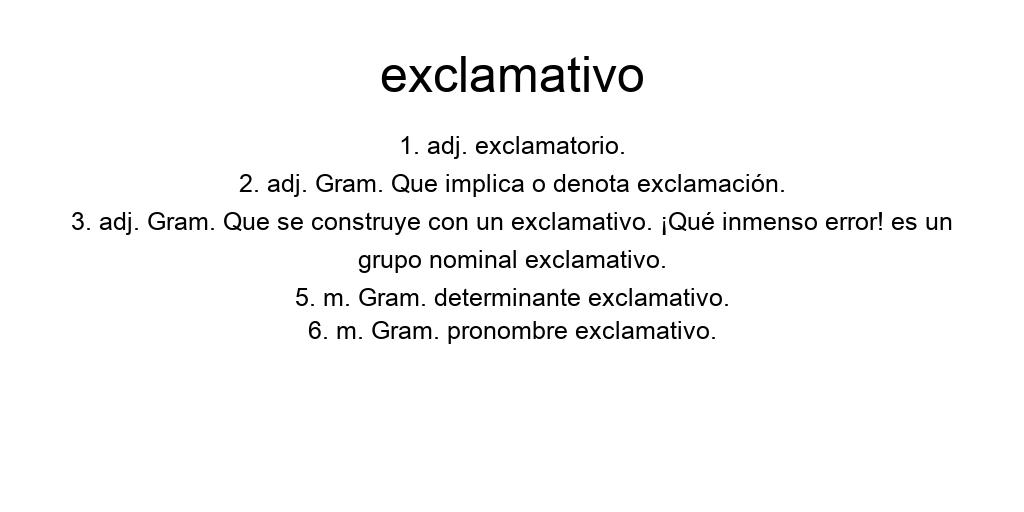 exclamativo
1. adj. exclamatorio.
2. adj. Gram. Que implica o denota exclamación.
3. adj. Gram. Que se construye con un exclamativo. ¡Qué inmenso error! es un
grupo nominal exclamativo.
5. m. Gram. determinante exclamativo.
6. m. Gram. pronombre exclamativo.